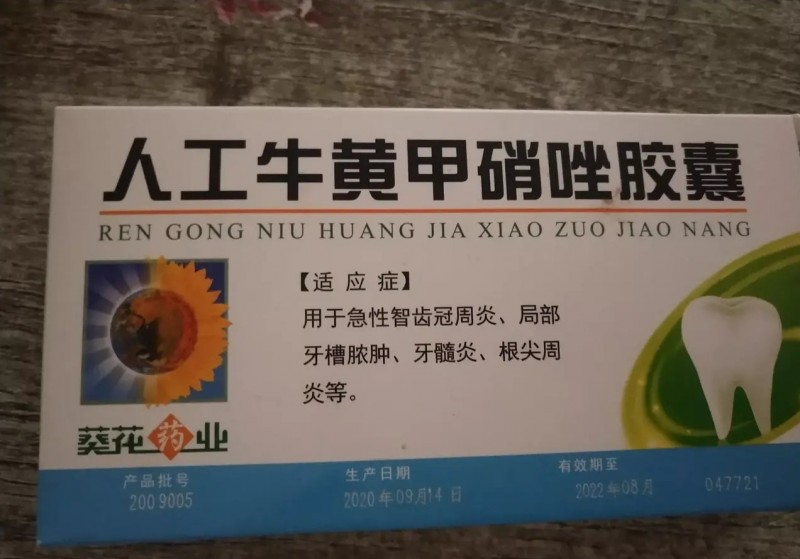 人工牛黄甲硝唑胶囊
REN GONG NIU HUANG JIA XIAO ZUO JIAO NANG
【适应症】
用于急性智齿冠周炎、局部
牙槽脓肿、牙髓炎、根尖周
炎等。
葵花药业
产品批号 生产日期 有效期至
2009005 2020年09月14日 2022年08月 047721